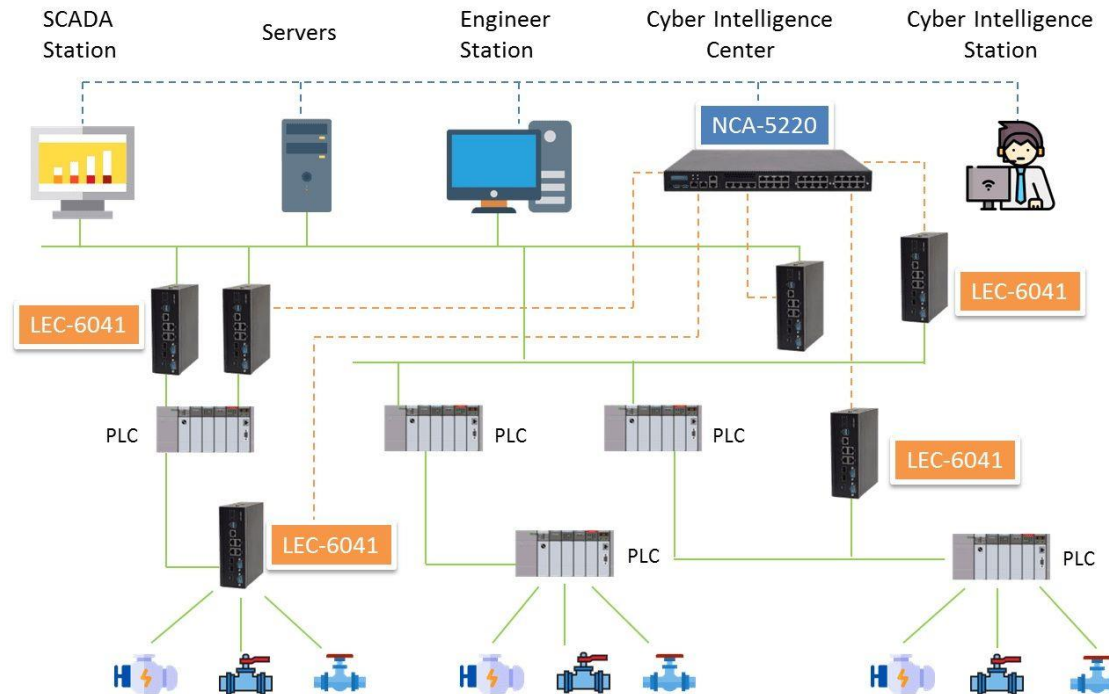 SCADA
Station
Servers
Engineer
Station
Cyber Intelligence
Center
Cyber Intelligence
Station
NCA-5220
LEC-6041
LEC-6041
PLC
PLC
PLC
LEC-6041
LEC-6041
PLC
PLC